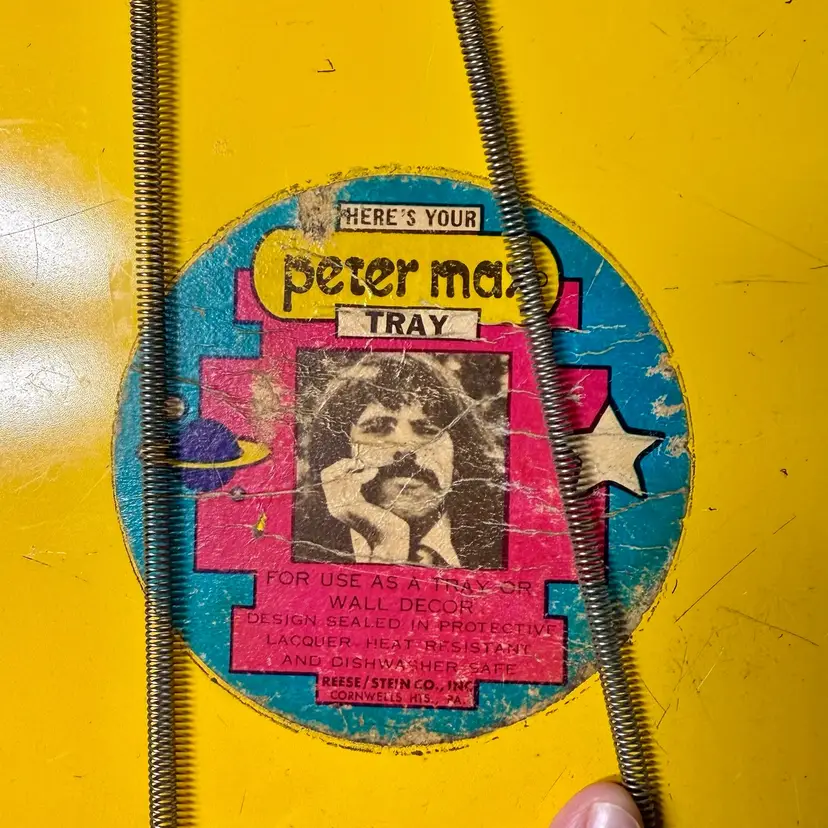 HERE'S YOUR
peter max
TRAY
FOR USE AS A TRAY OR
WALL DECOR
DESIGN SEALED IN PROTECTIVE
LACQUER HEAT RESISTANT
AND DISHWASHER SAFE
REESE/STEIN CO., INC
CORNWELLS HTS., PA.